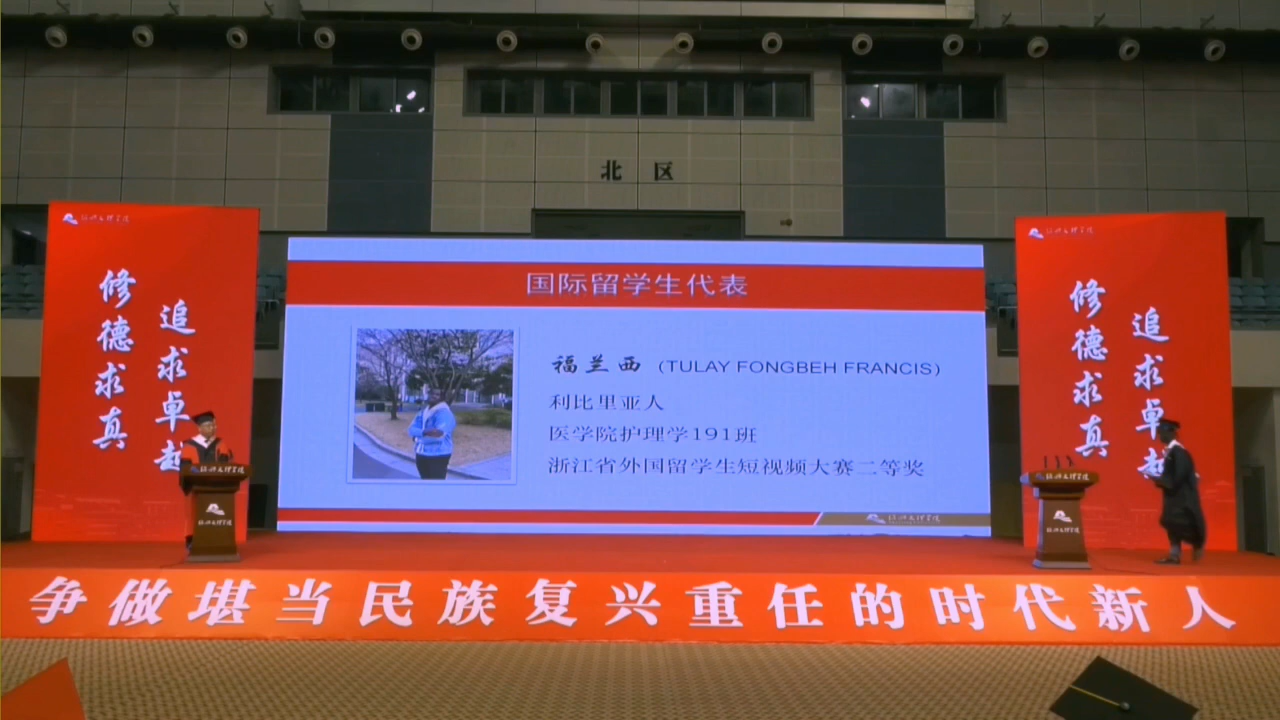 北 区
修德求真
追求卓越
国际留学生代表
福兰西 (TULAY FONGBEH FRANCIS)
利比里亚人
医学院护理学191班
浙江省外国留学生短视频大赛二等奖
修德求真
追求卓越
争做堪当民族复兴重任的时代新人